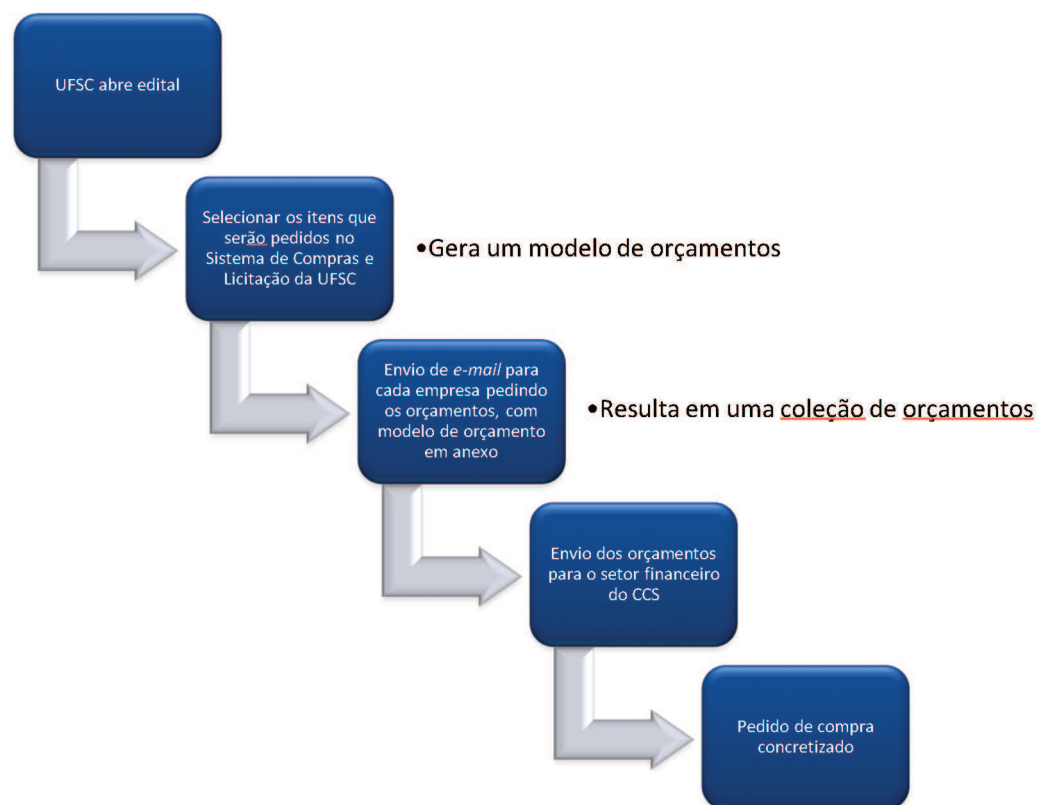 UFSC abre edital
Selecionar os itens que
serão pedidos no
Sistema de Compras e
Licitação da UFSC
•Gera um modelo de orçamentos
Envio de e-mail para
cada empresa pedindo
os orçamentos, com
modelo de orçamento
em anexo
•Resulta em uma coleção de orçamentos
Envio dos orçamentos
para o setor financeiro
do CCS
Pedido de compra
concretizado